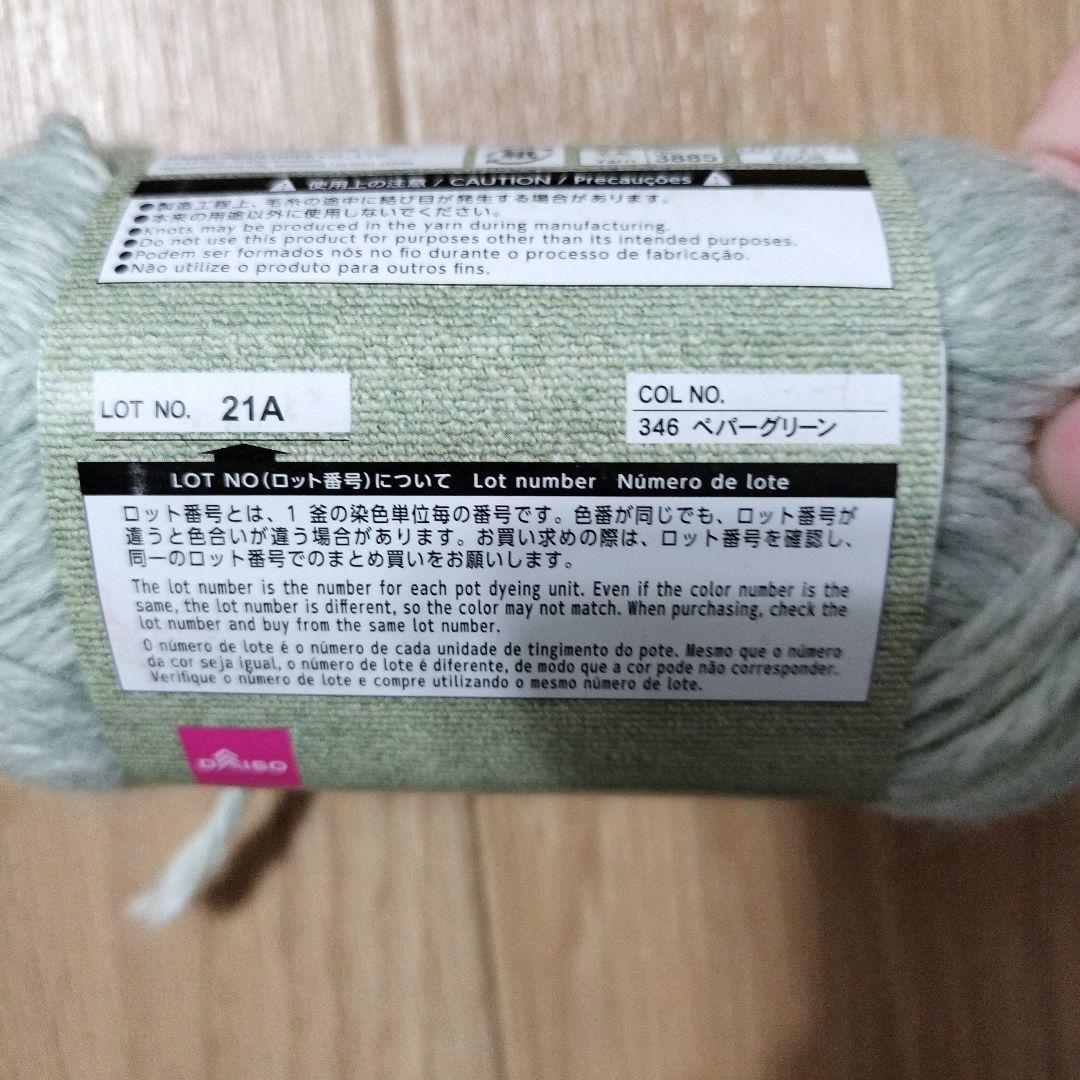 Yarn 3885
使用上の注意 / CAUTION / Precauções
●製造工程上、毛糸の途中に結び目が発生する場合があります。
●本来の用途以外に使用しないでください。
●Knots may be produced in the yarn during manufacturing.
●Do not use this product for purposes other than its intended purposes.
●Podem ser formados nós no fio durante o processo de fabricação.
●Não utilize o produto para outros fins.
LOT NO. 21A
COL NO.
346 ペパーグリーン
LOT NO(ロット番号)について Lot number Número de lote
ロット番号とは、1 釜の染色単位毎の番号です。色番が同じでも、ロット番号が
違うと色合いが違う場合があります。お買い求めの際は、ロット番号を確認し、
同一のロット番号でのまとめ買いをお願いします。
The lot number is the number for each pot dyeing unit. Even if the color number is the
same, the lot number is different, so the color may not match. When purchasing, check the
lot number and buy from the same lot number.
O número de lote é o número de cada unidade de tingimento do pote. Mesmo que o número
da cor seja igual, o número de lote é diferente, de modo que a cor pode não corresponder.
Verifique o número de lote e compre utilizando o mesmo número de lote.
DAISO